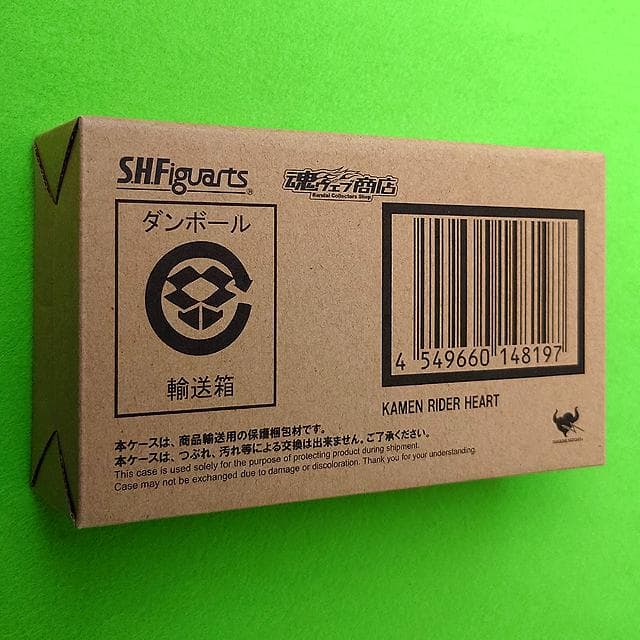 S.H.Figuarts
®
魂ウェブ商店
Bandai Collectors Shop
ダンボール
輸送箱
4 549660 148197
KAMEN RIDER HEART
本ケースは、商品輸送用の保護梱包材です。
本ケースは、つぶれ、汚れ等による交換は出来ません。ご了承ください。
This case is used solely for the purpose of protecting product during shipment.
Case may not be exchanged due to damage or discoloration. Thank you for your understanding.